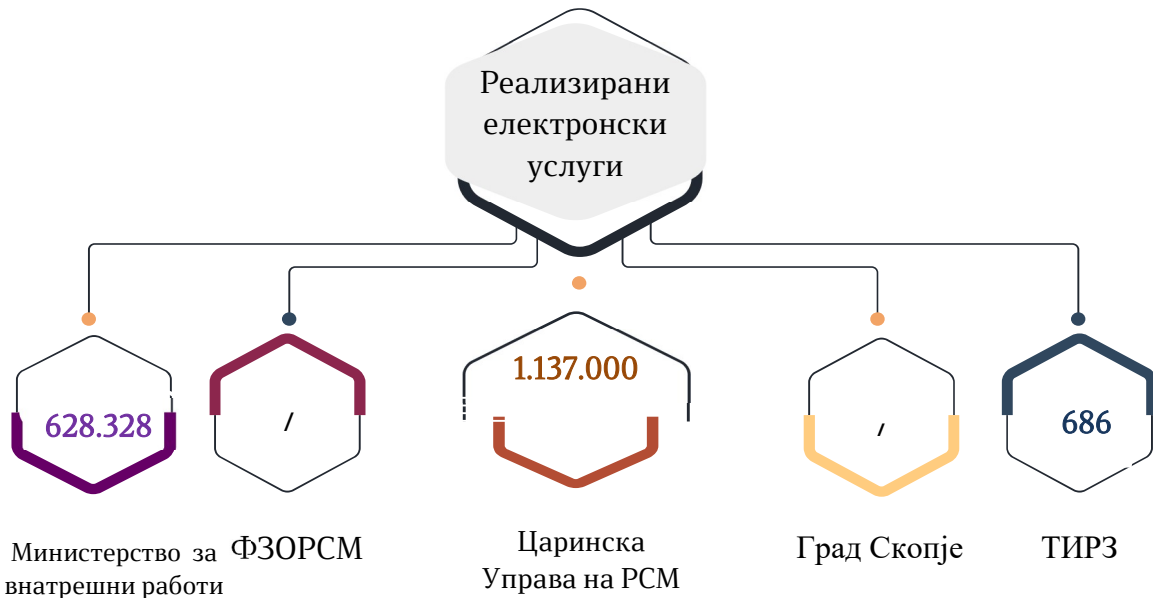 Реализирани
електронски
услуги
628.328
/
1.137.000
/
686
Министерство за
внатрешни работи
ФЗОРСМ
Царинска
Управа на РСМ
Град Скопје
ТИРЗ